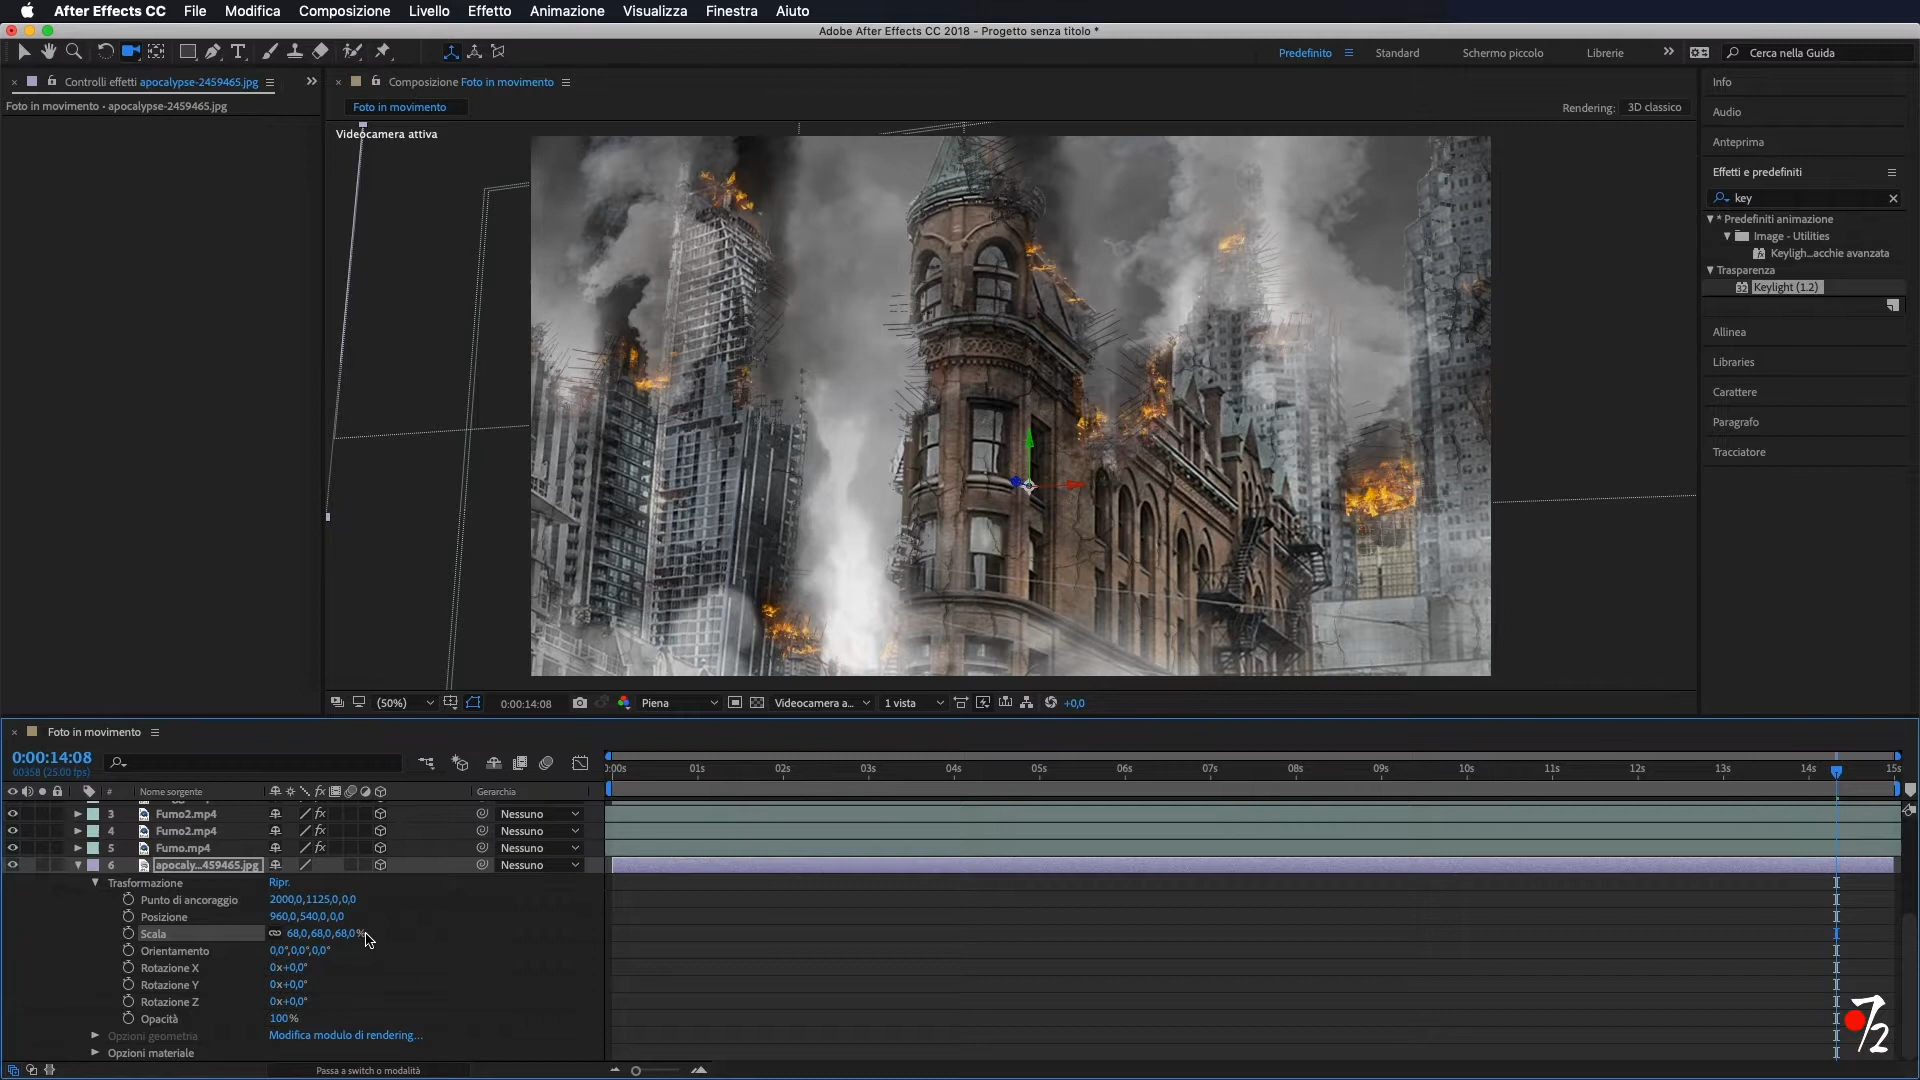 After Effects CC File Modifica Composizione Livello Effetto Animazione Visualizza Finestra Aiuto
Adobe After Effects CC 2018 - Progetto senza titolo *
Predefinito Standard Schermo piccolo Librerie Cerca nella Guida
Controlli effetti apocalypse-2459465.jpg
Composizione Foto in movimento
Info
Foto in movimento • apocalypse-2459465.jpg
Foto in movimento
Rendering: 3D classico
Audio
Videocamera attiva
Anteprima
Effetti e predefiniti
key
* Predefiniti animazione
Image - Utilities
Keyligh...acchie avanzata
Trasparenza
Keylight (1.2)
Allinea
Libraries
Carattere
Paragrafo
Tracciatore
(50%) 0:00:14:08 Piena Videocamera a... 1 vista +0,0
Foto in movimento
0:00:14:08
00358 (25.00 fps)
):00s 01s 02s 03s 04s 05s 06s 07s 08s 09s 10s 11s 12s 13s 14s 15s
# Nome sorgente fx Gerarchia
3 Fumo2.mp4 fx Nessuno
4 Fumo2.mp4 fx Nessuno
5 Fumo.mp4 fx Nessuno
6 apocaly...459465.jpg Nessuno
Trasformazione Ripr.
Punto di ancoraggio 2000,0,1125,0,0,0
Posizione 960,0,540,0,0,0
Scala 68,0,68,0,68,0%
Orientamento 0,0°,0,0°,0,0°
Rotazione X 0x+0,0°
Rotazione Y 0x+0,0°
Rotazione Z 0x+0,0°
Opacità 100%
Opzioni geometria Modifica modulo di rendering...
Opzioni materiale
Passa a switch o modalità